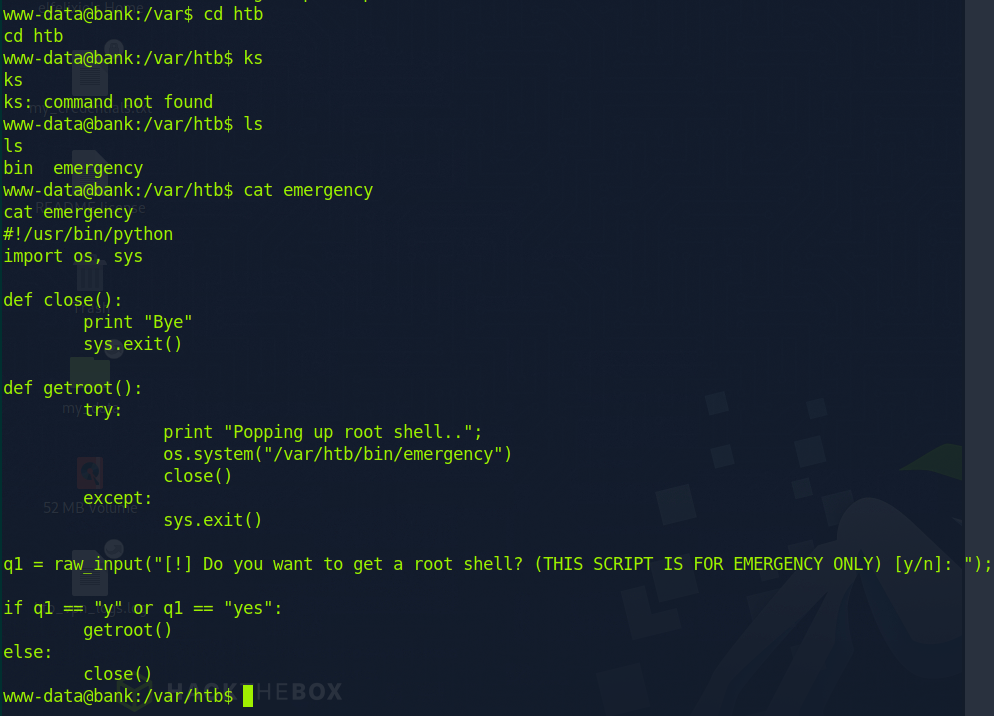 www-data@bank:/var$ cd htb
cd htb
www-data@bank:/var/htb$ ks
ks
ks: command not found
www-data@bank:/var/htb$ ls
ls
bin  emergency
www-data@bank:/var/htb$ cat emergency
cat emergency
#!/usr/bin/python
import os, sys

def close():
        print "Bye"
        sys.exit()

def getroot():
        try:
                print "Popping up root shell..";
                os.system("/var/htb/bin/emergency")
                close()
        except:
                sys.exit()

q1 = raw_input("[!] Do you want to get a root shell? (THIS SCRIPT IS FOR EMERGENCY ONLY) [y/n]: ");

if q1 == "y" or q1 == "yes":
        getroot()
else:
        close()
www-data@bank:/var/htb$
HACKTHEBOX
52 MB Volume